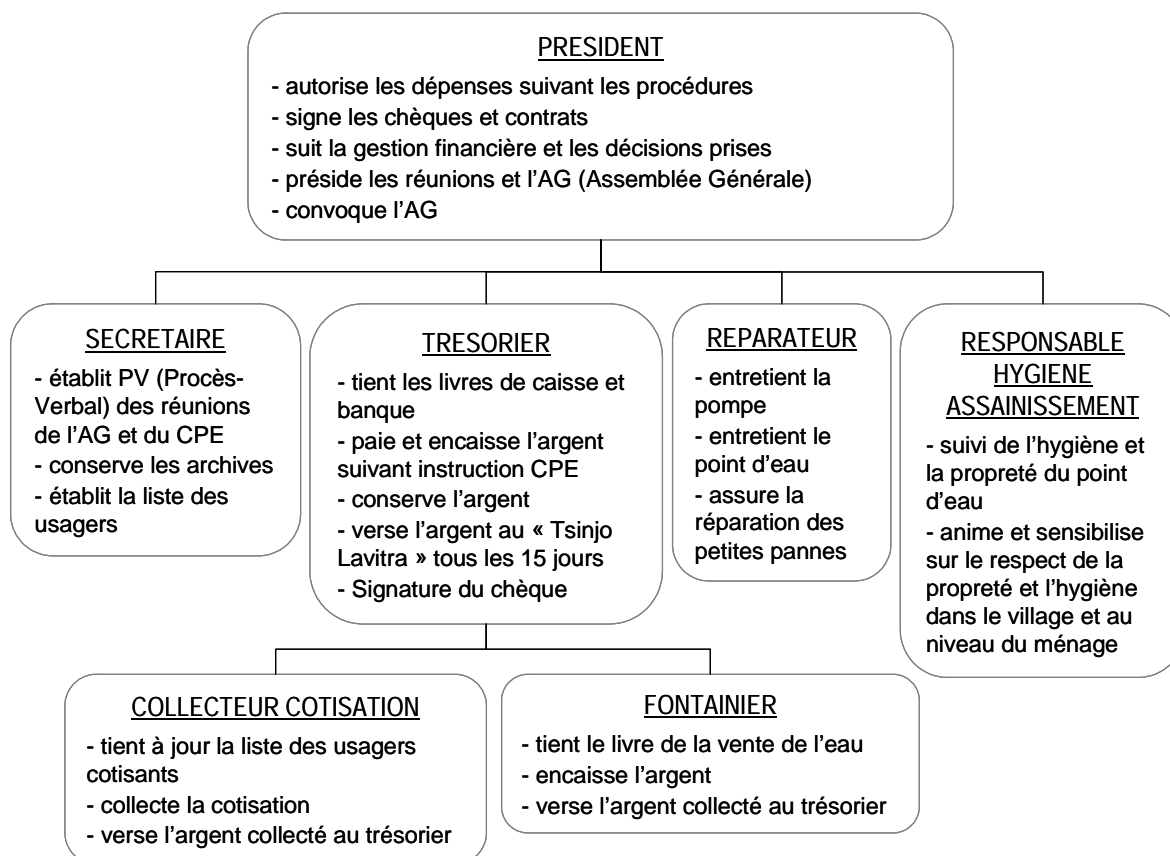 PRESIDENT
- autorise les dépenses suivant les procédures
- signe les chèques et contrats
- suit la gestion financière et les décisions prises
- préside les réunions et l'AG (Assemblée Générale)
- convoque l'AG
SECRETAIRE
- établit PV (Procès-
Verbal) des réunions
de l'AG et du CPE
- conserve les archives
- établit la liste des
usagers
TRESORIER
- tient les livres de caisse et
banque
- paie et encaisse l'argent
suivant instruction CPE
- conserve l'argent
- verse l'argent au « Tsinjo
Lavitra » tous les 15 jours
- Signature du chèque
REPARATEUR
- entretient la
pompe
- entretient le
point d'eau
- assure la
réparation des
petites pannes
RESPONSABLE
HYGIENE
ASSAINISSEMENT
- suivi de l'hygiène et
la propreté du point
d'eau
- anime et sensibilise
sur le respect de la
propreté et l'hygiène
dans le village et au
niveau du ménage
COLLECTEUR COTISATION
- tient à jour la liste des usagers
cotisants
- collecte la cotisation
- verse l'argent collecté au trésorier
FONTAINIER
- tient le livre de la vente de l'eau
- encaisse l'argent
- verse l'argent collecté au trésorier